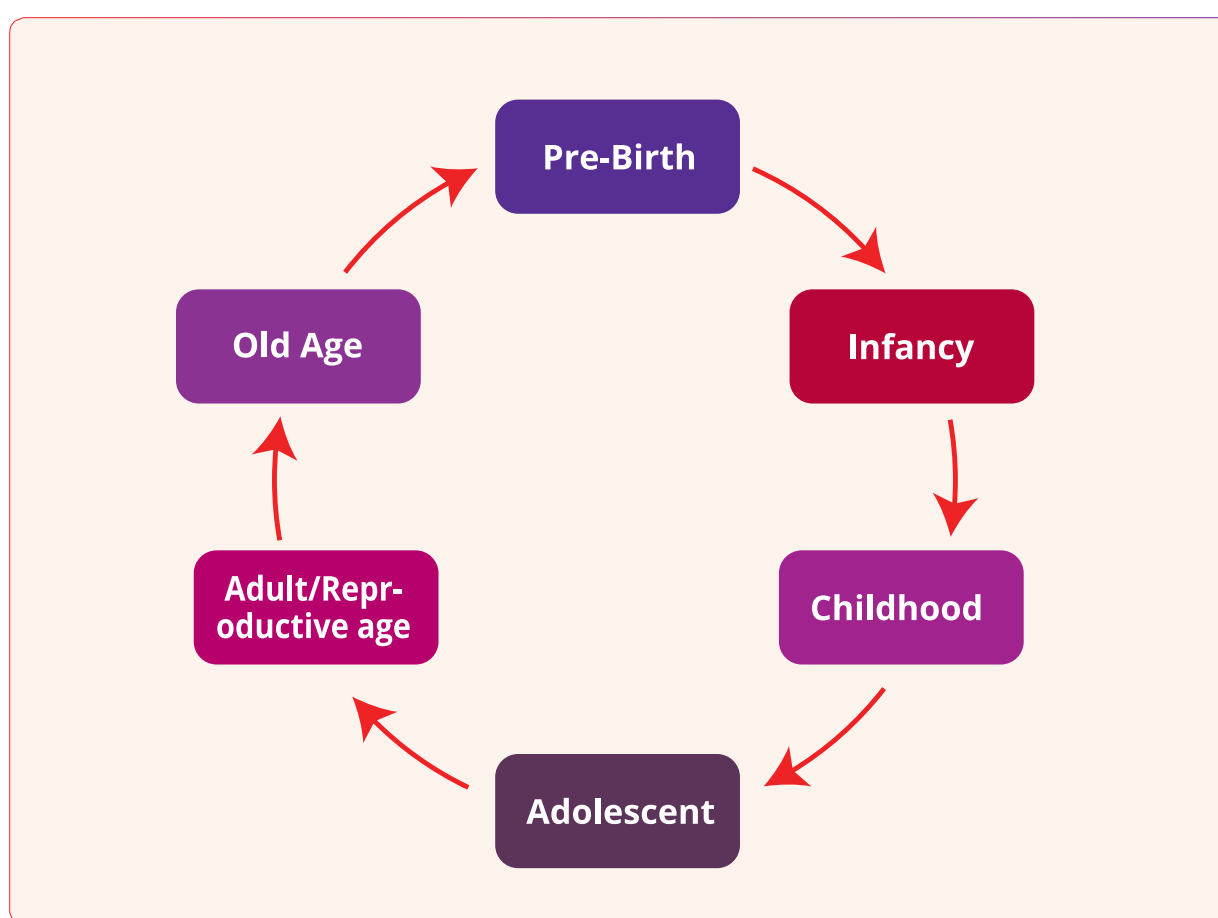 Pre-Birth
Infancy
Childhood
Adolescent
Adult/Repr-
oductive age
Old Age